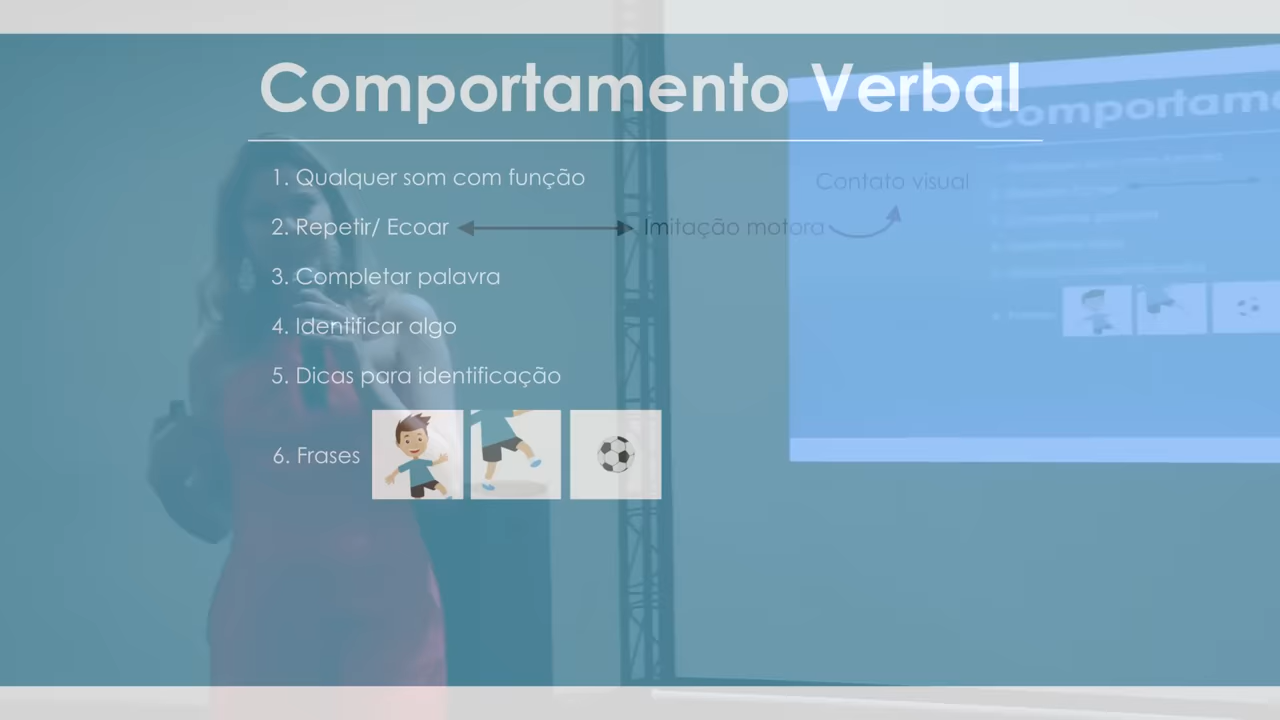 Comportamento Verbal
Comportam
1. Qualquer som com função
Contato visual
2. Repetir/ Ecoar
Imitação motora
3. Completar palavra
4. Identificar algo
5. Dicas para identificação
6. Frases